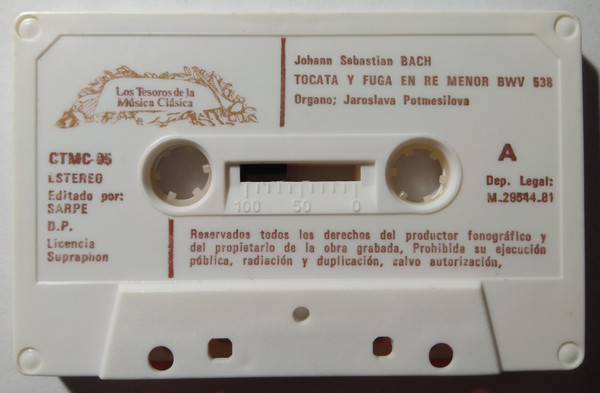 Los Tesoros de la
Música Clásica
Johann Sebastian BACH
TOCATA Y FUGA EN RE MENOR BWV 538
Organo; Jaroslava Potmesilova
CTMC-06
ESTEREO
Editado por:
SARPE
D.P.
Licencia
Supraphon
100 50 0
A
Dep. Legal:
M.29844.81
Reservados todos los derechos del productor fonográfico y
del propietario de la obra grabada, Prohibida su ejecución
pública, radiación y duplicación, salvo autorización,